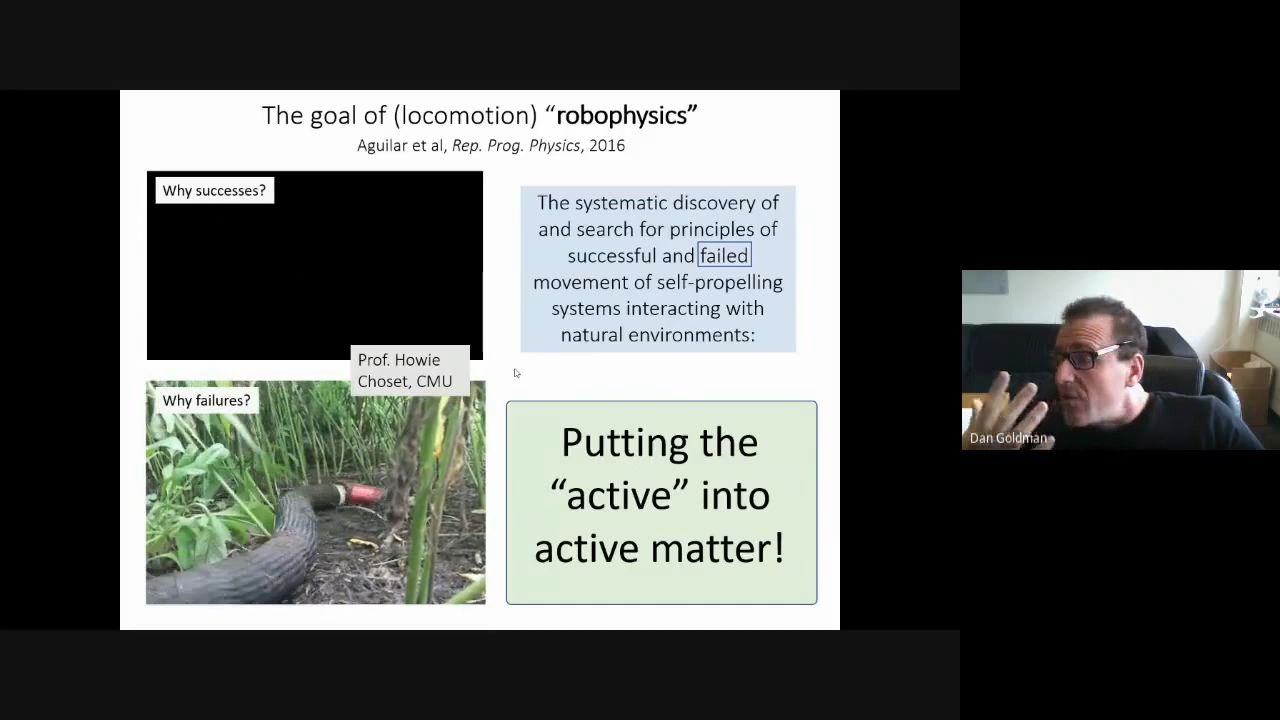 The goal of (locomotion) “robophysics”
Aguilar et al, Rep. Prog. Physics, 2016
Why successes?
Prof. Howie
Choset, CMU
Why failures?
The systematic discovery of
and search for principles of
successful and failed
movement of self-propelling
systems interacting with
natural environments:
Putting the
“active” into
active matter!
Dan Goldman